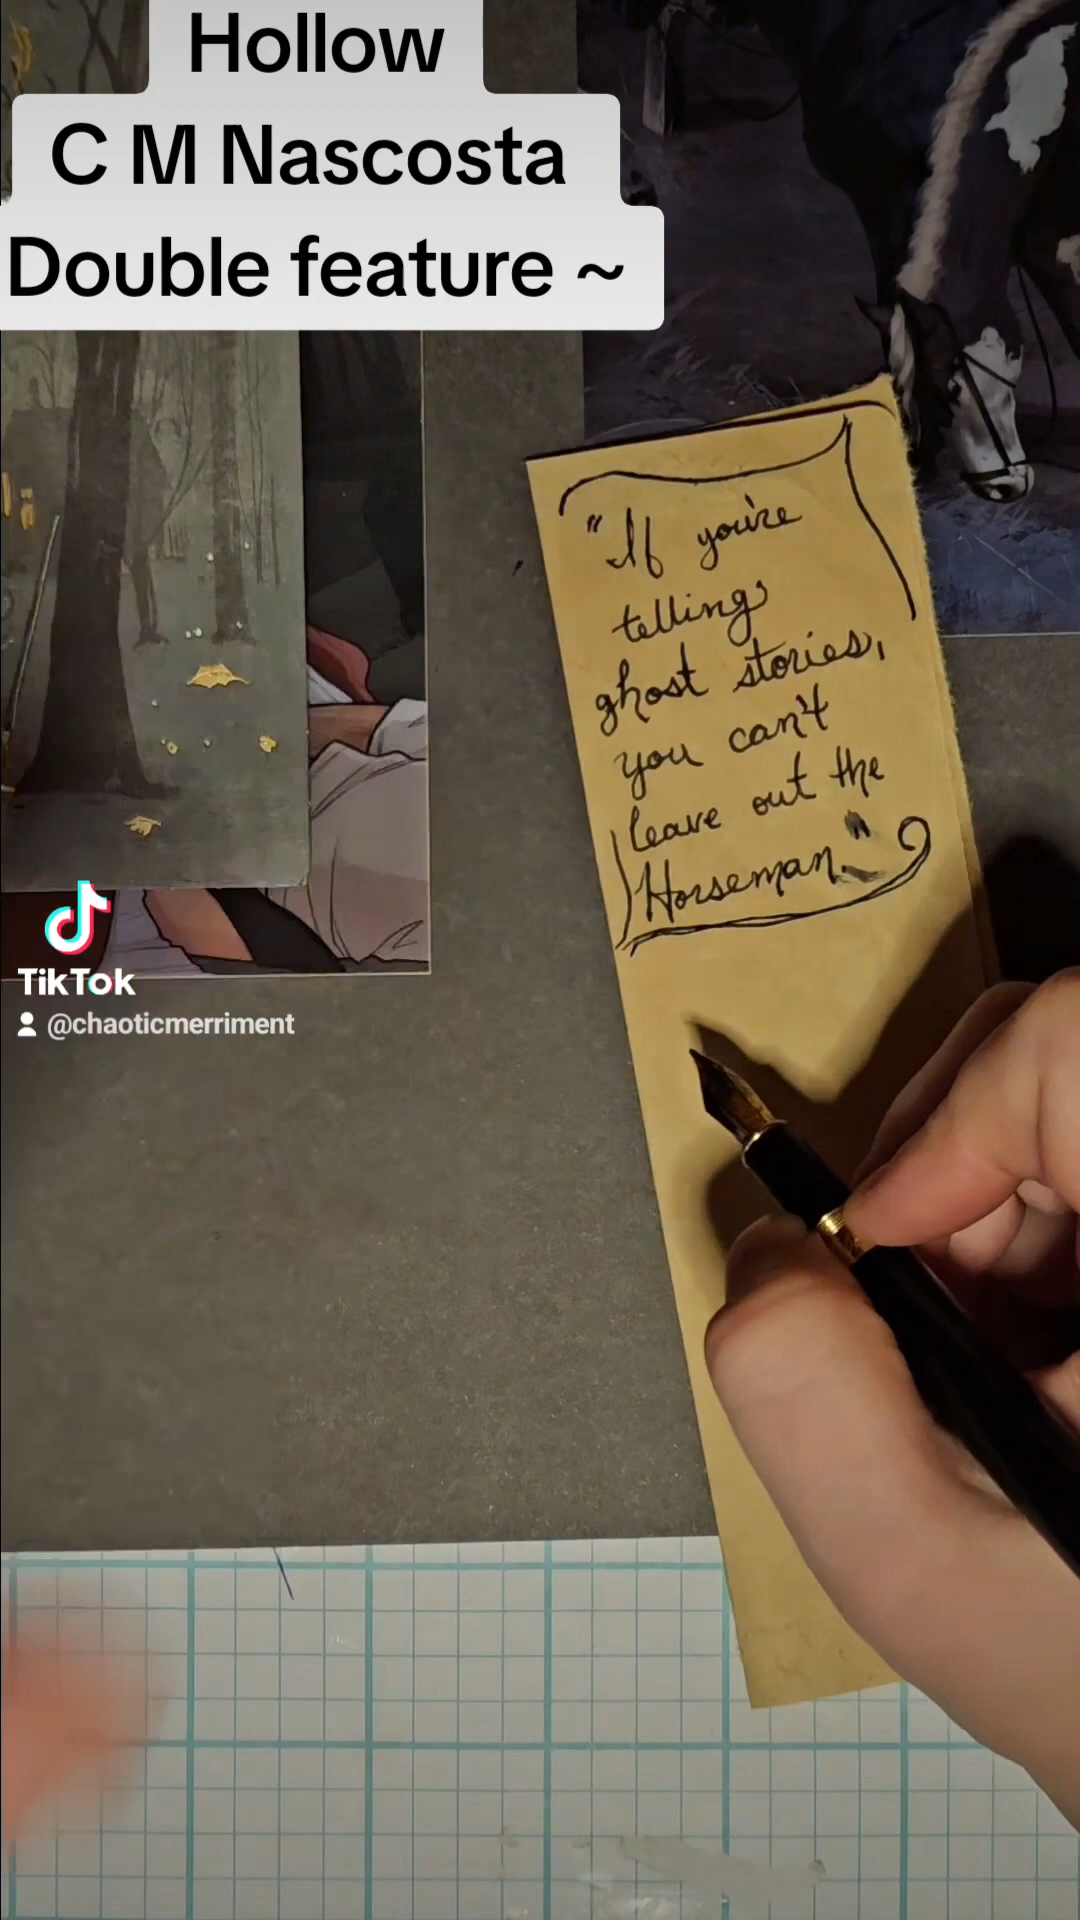 Hollow
C M Nascosta
Double feature ~
"If you're
telling
ghost stories,
you can't
leave out the
Horseman."
TikTok
@chaoticmerriment